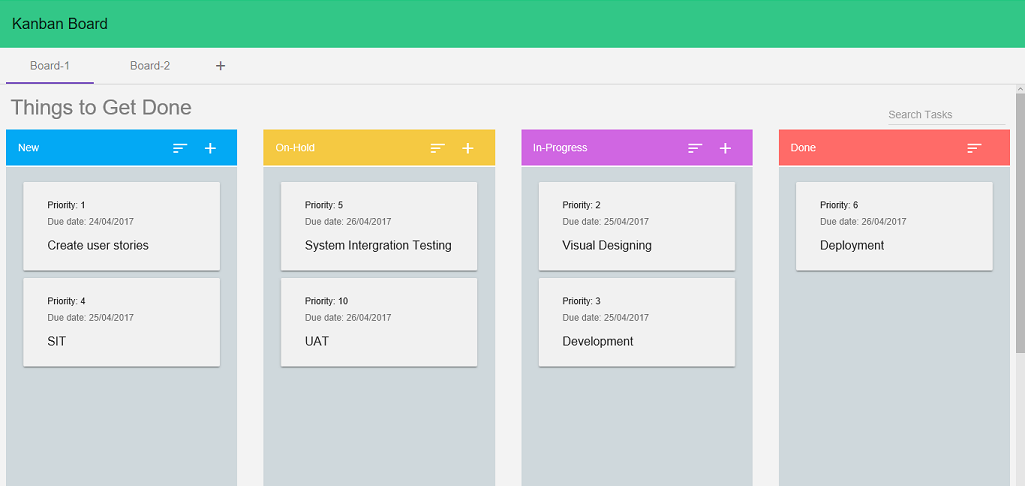 Kanban Board
Board-1
Board-2
+
Things to Get Done
Search Tasks
New
Priority: 1
Due date: 24/04/2017
Create user stories
Priority: 4
Due date: 25/04/2017
SIT
On-Hold
Priority: 5
Due date: 26/04/2017
System Intergration Testing
Priority: 10
Due date: 26/04/2017
UAT
In-Progress
Priority: 2
Due date: 25/04/2017
Visual Designing
Priority: 3
Due date: 25/04/2017
Development
Done
Priority: 6
Due date: 26/04/2017
Deployment